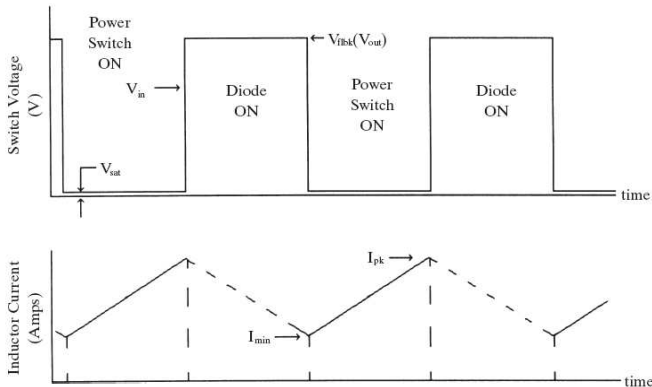 Switch Voltage
(V)
Power
Switch
ON
V_in
V_sat
Diode
ON
V_flbk(V_out)
Power
Switch
ON
Diode
ON
time
Inductor Current
(Amps)
I_pk
I_min
time